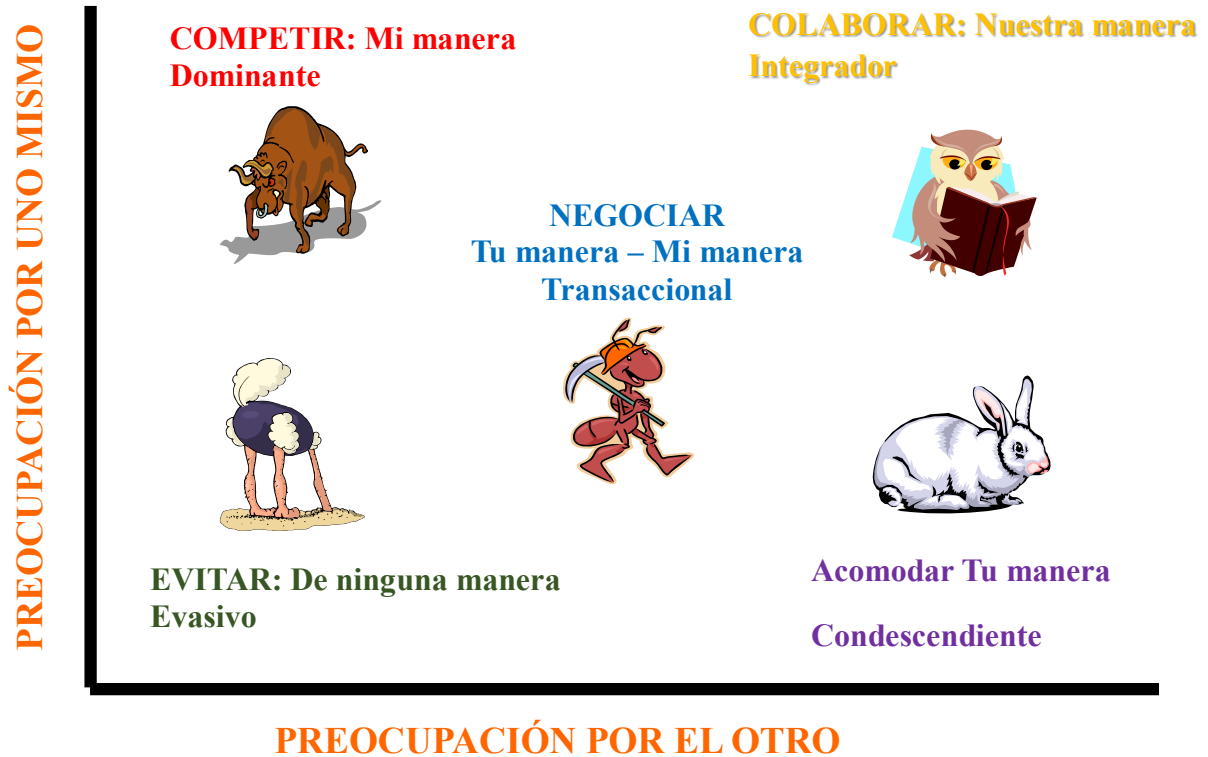 PREOCUPACIÓN POR UNO MISMO
COMPETIR: Mi manera
Dominante
COLABORAR: Nuestra manera
Integrador
NEGOCIAR
Tu manera – Mi manera
Transaccional
EVITAR: De ninguna manera
Evasivo
Acomodar Tu manera
Condescendiente
PREOCUPACIÓN POR EL OTRO